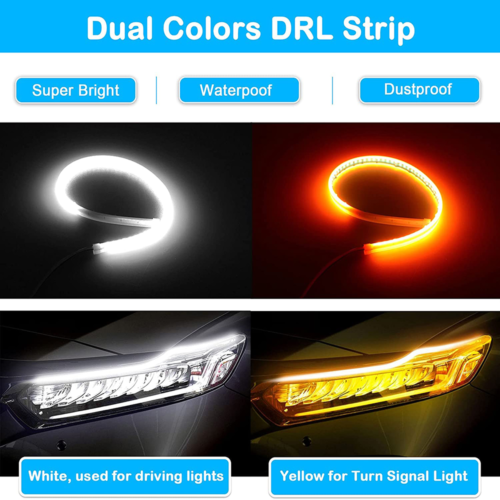 Dual Colors DRL Strip
Super Bright
Waterpoof
Dustproof
White, used for driving lights
Yellow for Turn Signal Light